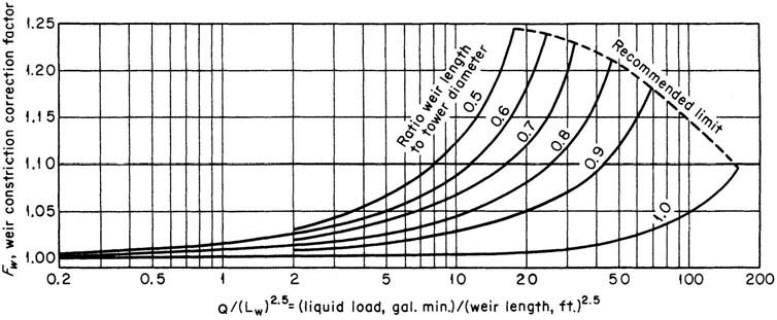 1.25
1.20
1.15
1.10
1.05
1.00
Fw, weir constriction correction factor
Ratio weir length
to tower diameter
0.5
0.6
0.7
0.8
0.9
1.0
Recommended limit
0.2 0.5 1 2 5 10 20 50 100 200
Q/(Lw)2.5= (liquid load, gal. min.)/(weir length, ft.)2.5